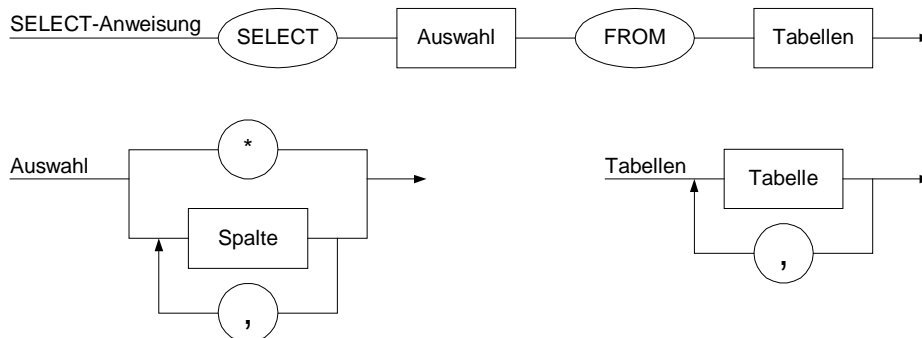 SELECT-Anweisung SELECT Auswahl FROM Tabellen
Auswahl * Tabellen Tabelle
Spalte ,
,